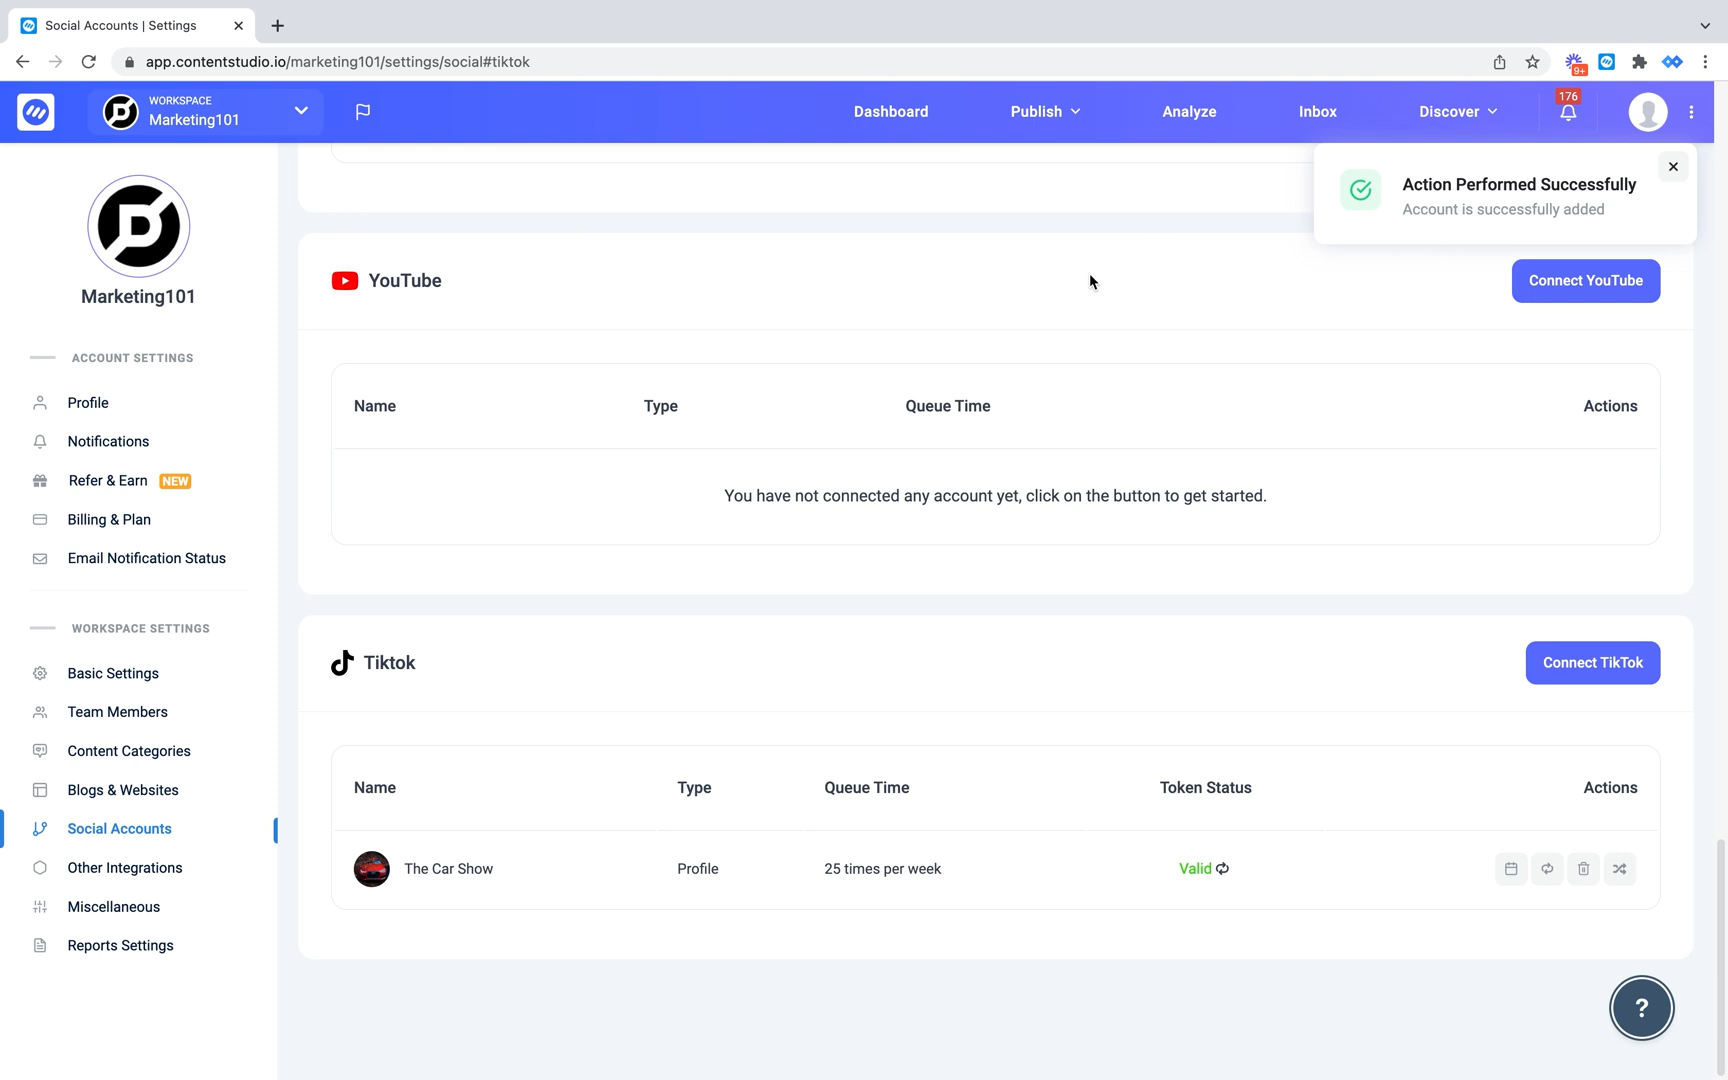 Social Accounts | Settings
app.contentstudio.io/marketing101/settings/social#tiktok
9+
WORKSPACE
Marketing101
Dashboard
Publish
Analyze
Inbox
Discover
176
Action Performed Successfully
Account is successfully added
Marketing101
ACCOUNT SETTINGS
Profile
Notifications
Refer & Earn NEW
Billing & Plan
Email Notification Status
WORKSPACE SETTINGS
Basic Settings
Team Members
Content Categories
Blogs & Websites
Social Accounts
Other Integrations
Miscellaneous
Reports Settings
YouTube
Connect YouTube
Name Type Queue Time Actions
You have not connected any account yet, click on the button to get started.
Tiktok
Connect TikTok
Name Type Queue Time Token Status Actions
The Car Show Profile 25 times per week Valid
?